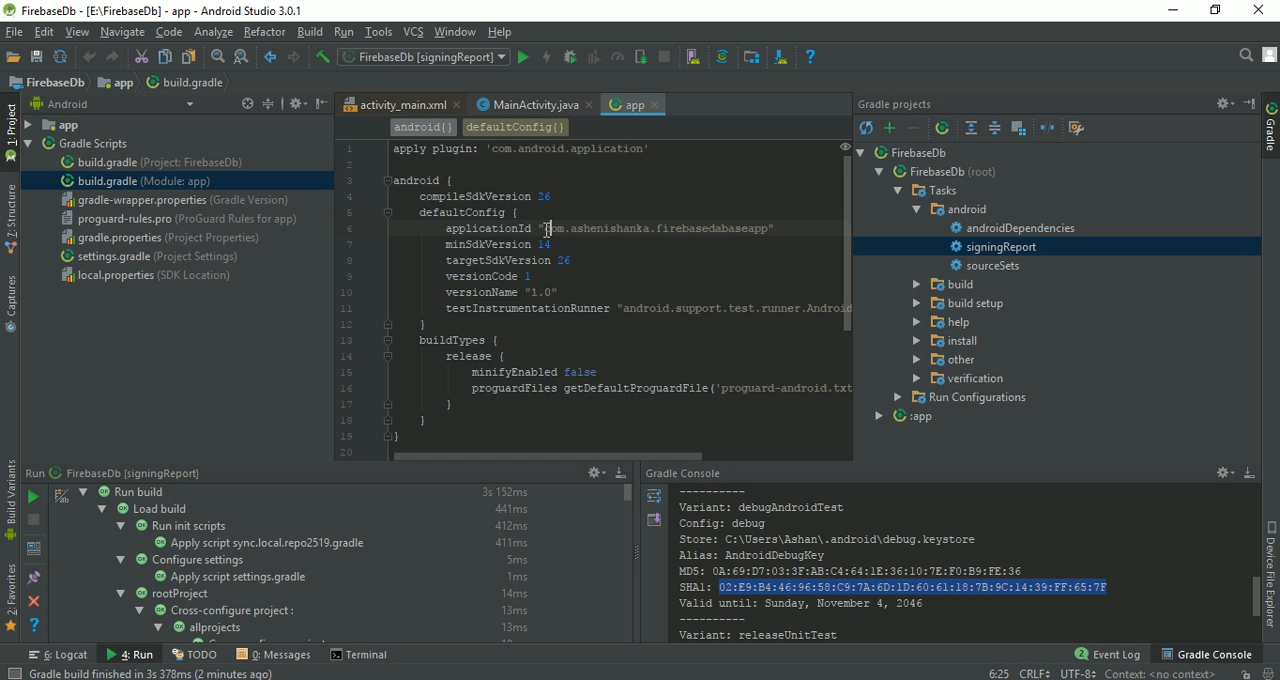 FirebaseDb - [E:\FirebaseDb] - app - Android Studio 3.0.1
File Edit View Navigate Code Analyze Refactor Build Run Tools VCS Window Help
FirebaseDb [signingReport]
FirebaseDb app build.gradle
1: Project
7: Structure
Captures
Build Variants
2: Favorites
Android
app
Gradle Scripts
build.gradle (Project: FirebaseDb)
build.gradle (Module: app)
gradle-wrapper.properties (Gradle Version)
proguard-rules.pro (ProGuard Rules for app)
gradle.properties (Project Properties)
settings.gradle (Project Settings)
local.properties (SDK Location)
activity_main.xml MainActivity.java app
android{} defaultConfig{}
1 apply plugin: 'com.android.application'
2
3 android {
4 compileSdkVersion 26
5 defaultConfig {
6 applicationId "com.ashenishanka.firebasedabaseapp"
7 minSdkVersion 14
8 targetSdkVersion 26
9 versionCode 1
10 versionName "1.0"
11 testInstrumentationRunner "android.support.test.runner.Android
12 }
13 buildTypes {
14 release {
15 minifyEnabled false
16 proguardFiles getDefaultProguardFile('proguard-android.txt
17 }
18 }
19 }
20
Gradle projects
FirebaseDb
FirebaseDb (root)
Tasks
android
androidDependencies
signingReport
sourceSets
build
build setup
help
install
other
verification
Run Configurations
:app
Gradle
Device File Explorer
Run FirebaseDb [signingReport]
Run build 3s 152ms
Load build 441ms
Run init scripts 412ms
Apply script sync.local.repo2519.gradle 411ms
Configure settings 5ms
Apply script settings.gradle 1ms
rootProject 14ms
Cross-configure project : 13ms
allprojects 13ms
Gradle Console
----------
Variant: debugAndroidTest
Config: debug
Store: C:\Users\Ashan\.android\debug.keystore
Alias: AndroidDebugKey
MD5: 0A:69:D7:03:3F:AB:C4:64:1E:36:10:7E:F0:B9:FE:36
SHA1: 02:E9:B4:46:96:58:C9:7A:6D:1D:60:61:18:7B:9C:14:39:FF:65:7F
Valid until: Sunday, November 4, 2046
----------
Variant: releaseUnitTest
6: Logcat 4: Run TODO 0: Messages Terminal 2 Event Log Gradle Console
Gradle build finished in 3s 378ms (2 minutes ago) 6:25 CRLF UTF-8 Context: <no context>